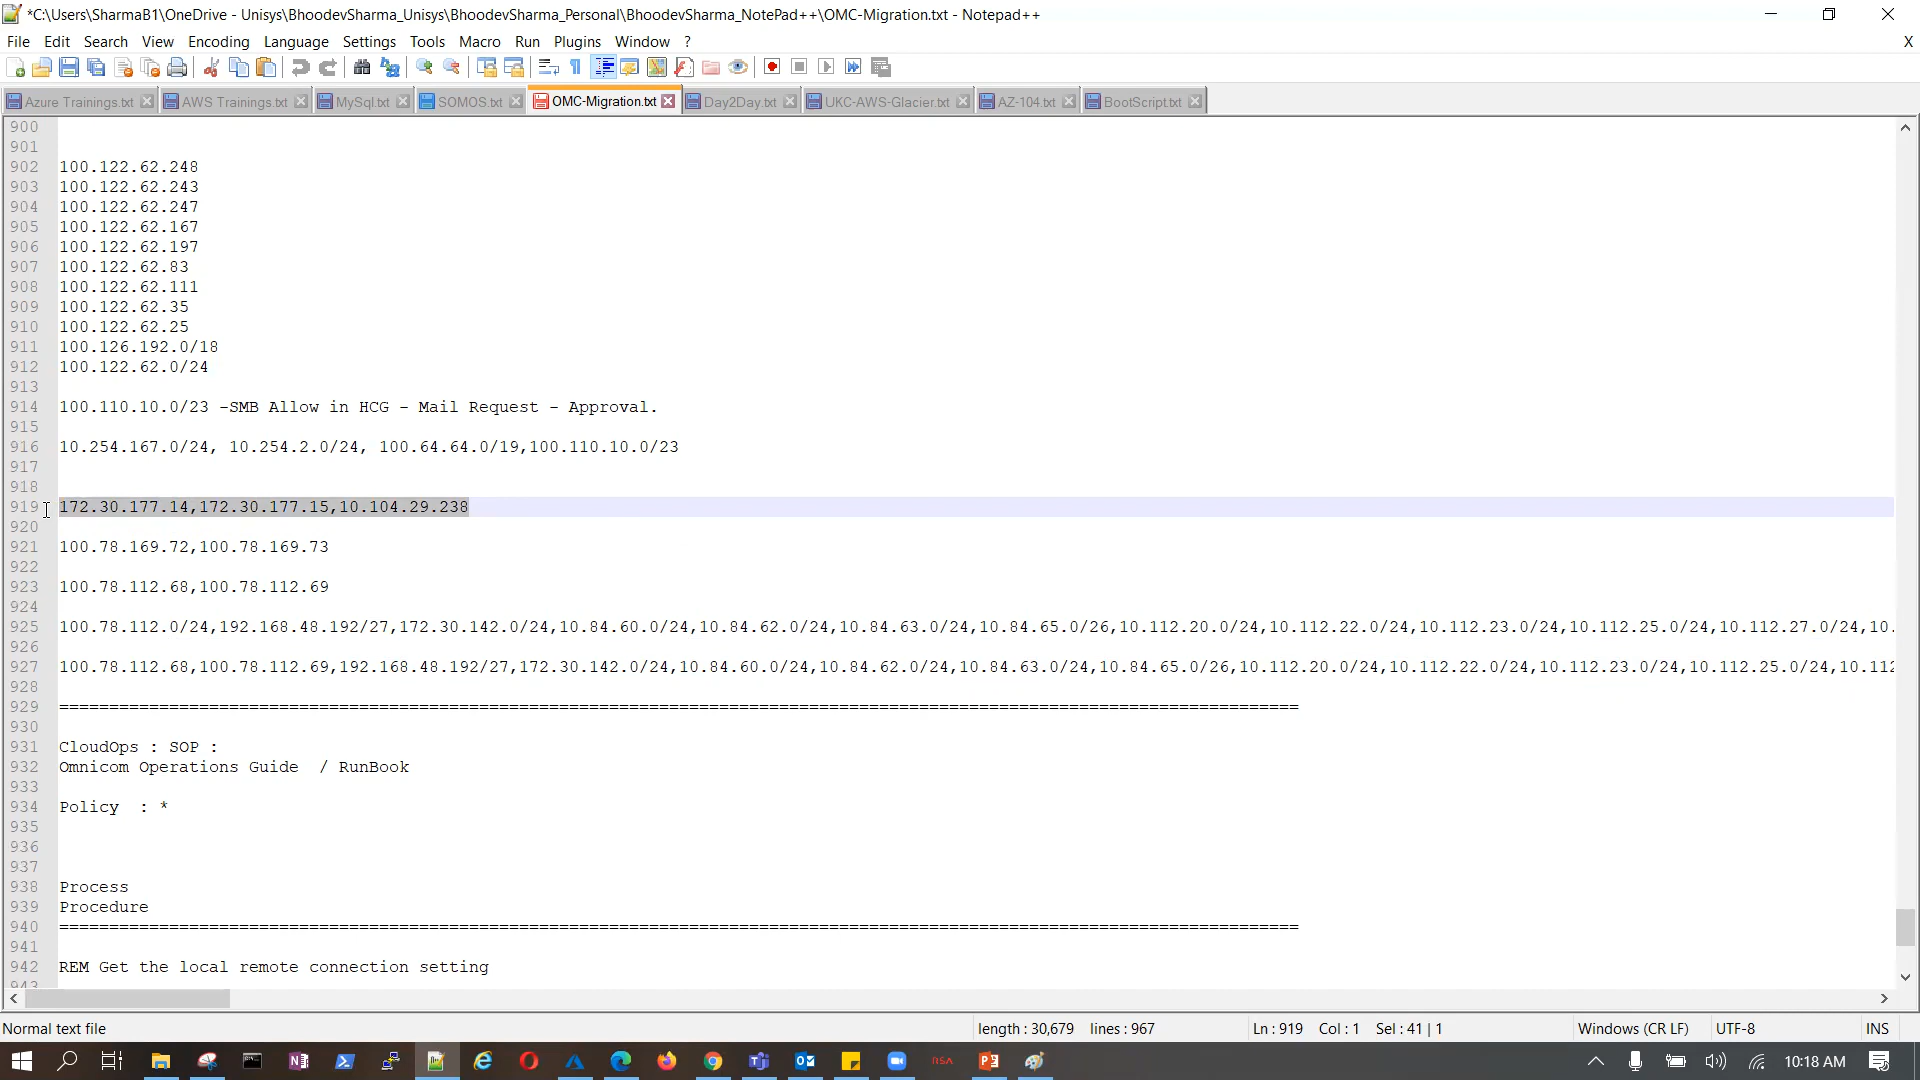 *C:\Users\SharmaB1\OneDrive - Unisys\BhoodevSharma_Unisys\BhoodevSharma_Personal\BhoodevSharma_NotePad++\OMC-Migration.txt - Notepad++
File Edit Search View Encoding Language Settings Tools Macro Run Plugins Window ? X
Azure Trainings.txt AWS Trainings.txt MySql.txt SOMOS.txt OMC-Migration.txt Day2Day.txt UKC-AWS-Glacier.txt AZ-104.txt BootScript.txt
900
901
902 100.122.62.248
903 100.122.62.243
904 100.122.62.247
905 100.122.62.167
906 100.122.62.197
907 100.122.62.83
908 100.122.62.111
909 100.122.62.35
910 100.122.62.25
911 100.126.192.0/18
912 100.122.62.0/24
913
914 100.110.10.0/23 -SMB Allow in HCG - Mail Request - Approval.
915
916 10.254.167.0/24, 10.254.2.0/24, 100.64.64.0/19,100.110.10.0/23
917
918
919 172.30.177.14,172.30.177.15,10.104.29.238
920
921 100.78.169.72,100.78.169.73
922
923 100.78.112.68,100.78.112.69
924
925 100.78.112.0/24,192.168.48.192/27,172.30.142.0/24,10.84.60.0/24,10.84.62.0/24,10.84.63.0/24,10.84.65.0/26,10.112.20.0/24,10.112.22.0/24,10.112.23.0/24,10.112.25.0/24,10.112.27.0/24,10.
926
927 100.78.112.68,100.78.112.69,192.168.48.192/27,172.30.142.0/24,10.84.60.0/24,10.84.62.0/24,10.84.63.0/24,10.84.65.0/26,10.112.20.0/24,10.112.22.0/24,10.112.23.0/24,10.112.25.0/24,10.112
928
929 ============================================================================================================================
930
931 CloudOps : SOP :
932 Omnicom Operations Guide / RunBook
933
934 Policy : *
935
936
937
938 Process
939 Procedure
940 ============================================================================================================================
941
942 REM Get the local remote connection setting
943
Normal text file length : 30,679 lines : 967 Ln : 919 Col : 1 Sel : 41 | 1 Windows (CR LF) UTF-8 INS
RSA 10:18 AM